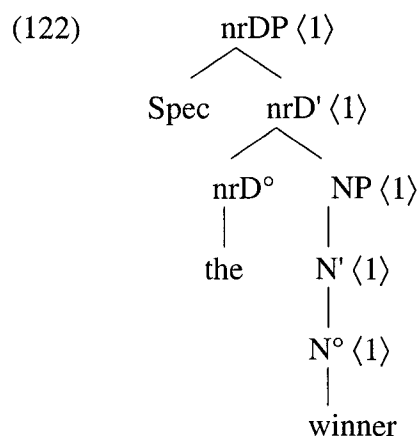 (122) nrDP ⟨1⟩
Spec nrD' ⟨1⟩
nrD° NP ⟨1⟩
the N' ⟨1⟩
N° ⟨1⟩
winner